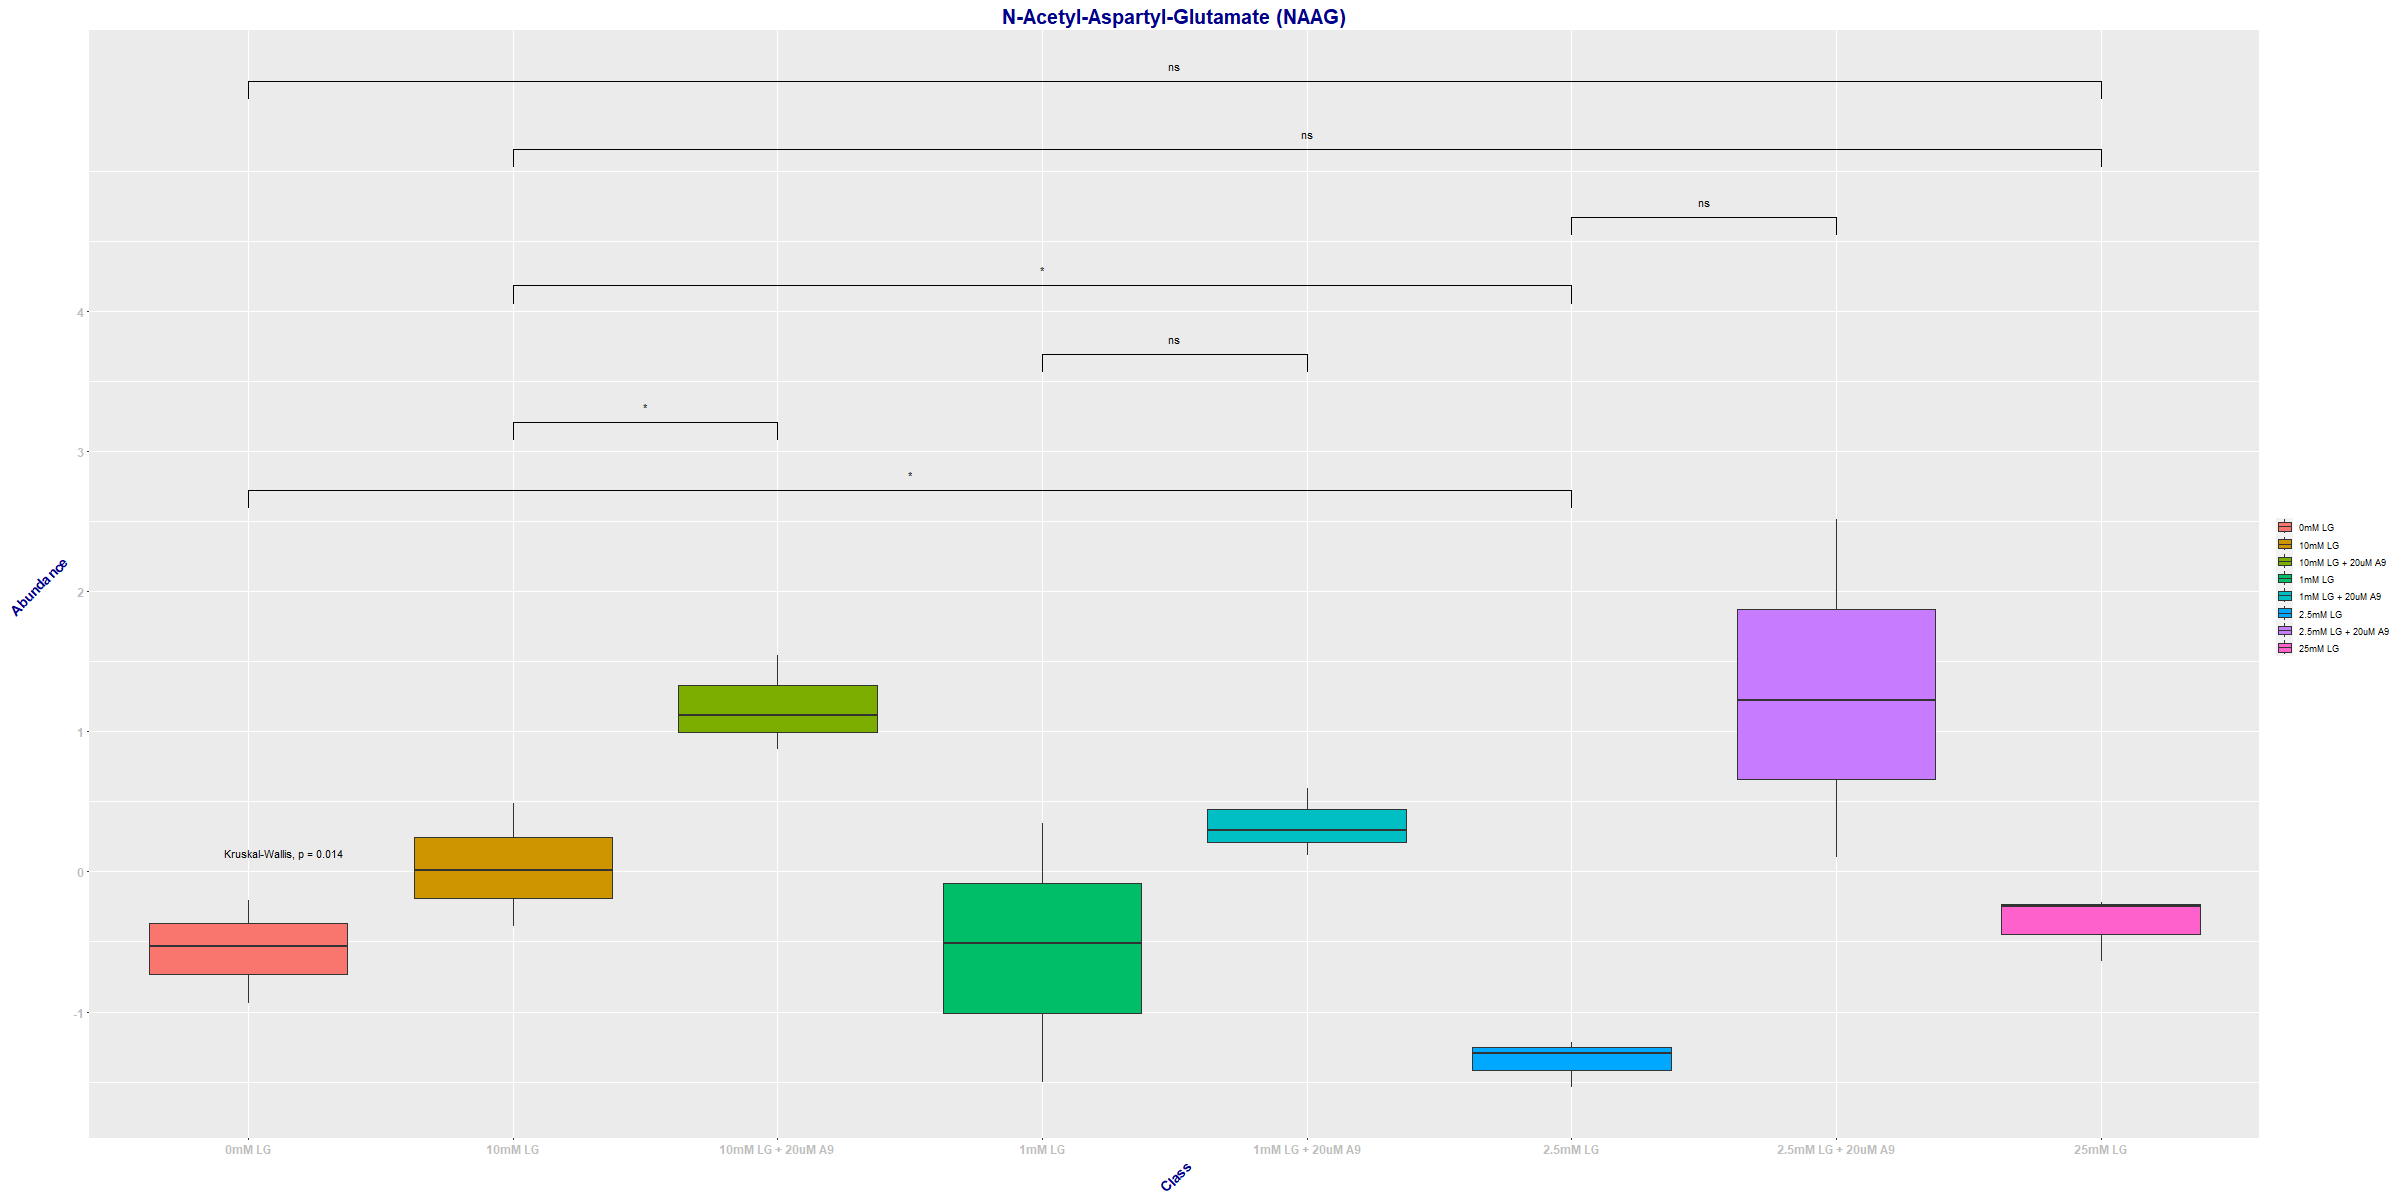 N-Acetyl-Aspartyl-Glutamate (NAAG)
ns
ns
ns
*
ns
*
*
4
3
2
1
0
-1
Abundance
Kruskal-Wallis, p = 0.014
0mM LG
10mM LG
10mM LG + 20uM A9
1mM LG
1mM LG + 20uM A9
2.5mM LG
2.5mM LG + 20uM A9
25mM LG
Class
0mM LG
10mM LG
10mM LG + 20uM A9
1mM LG
1mM LG + 20uM A9
2.5mM LG
2.5mM LG + 20uM A9
25mM LG